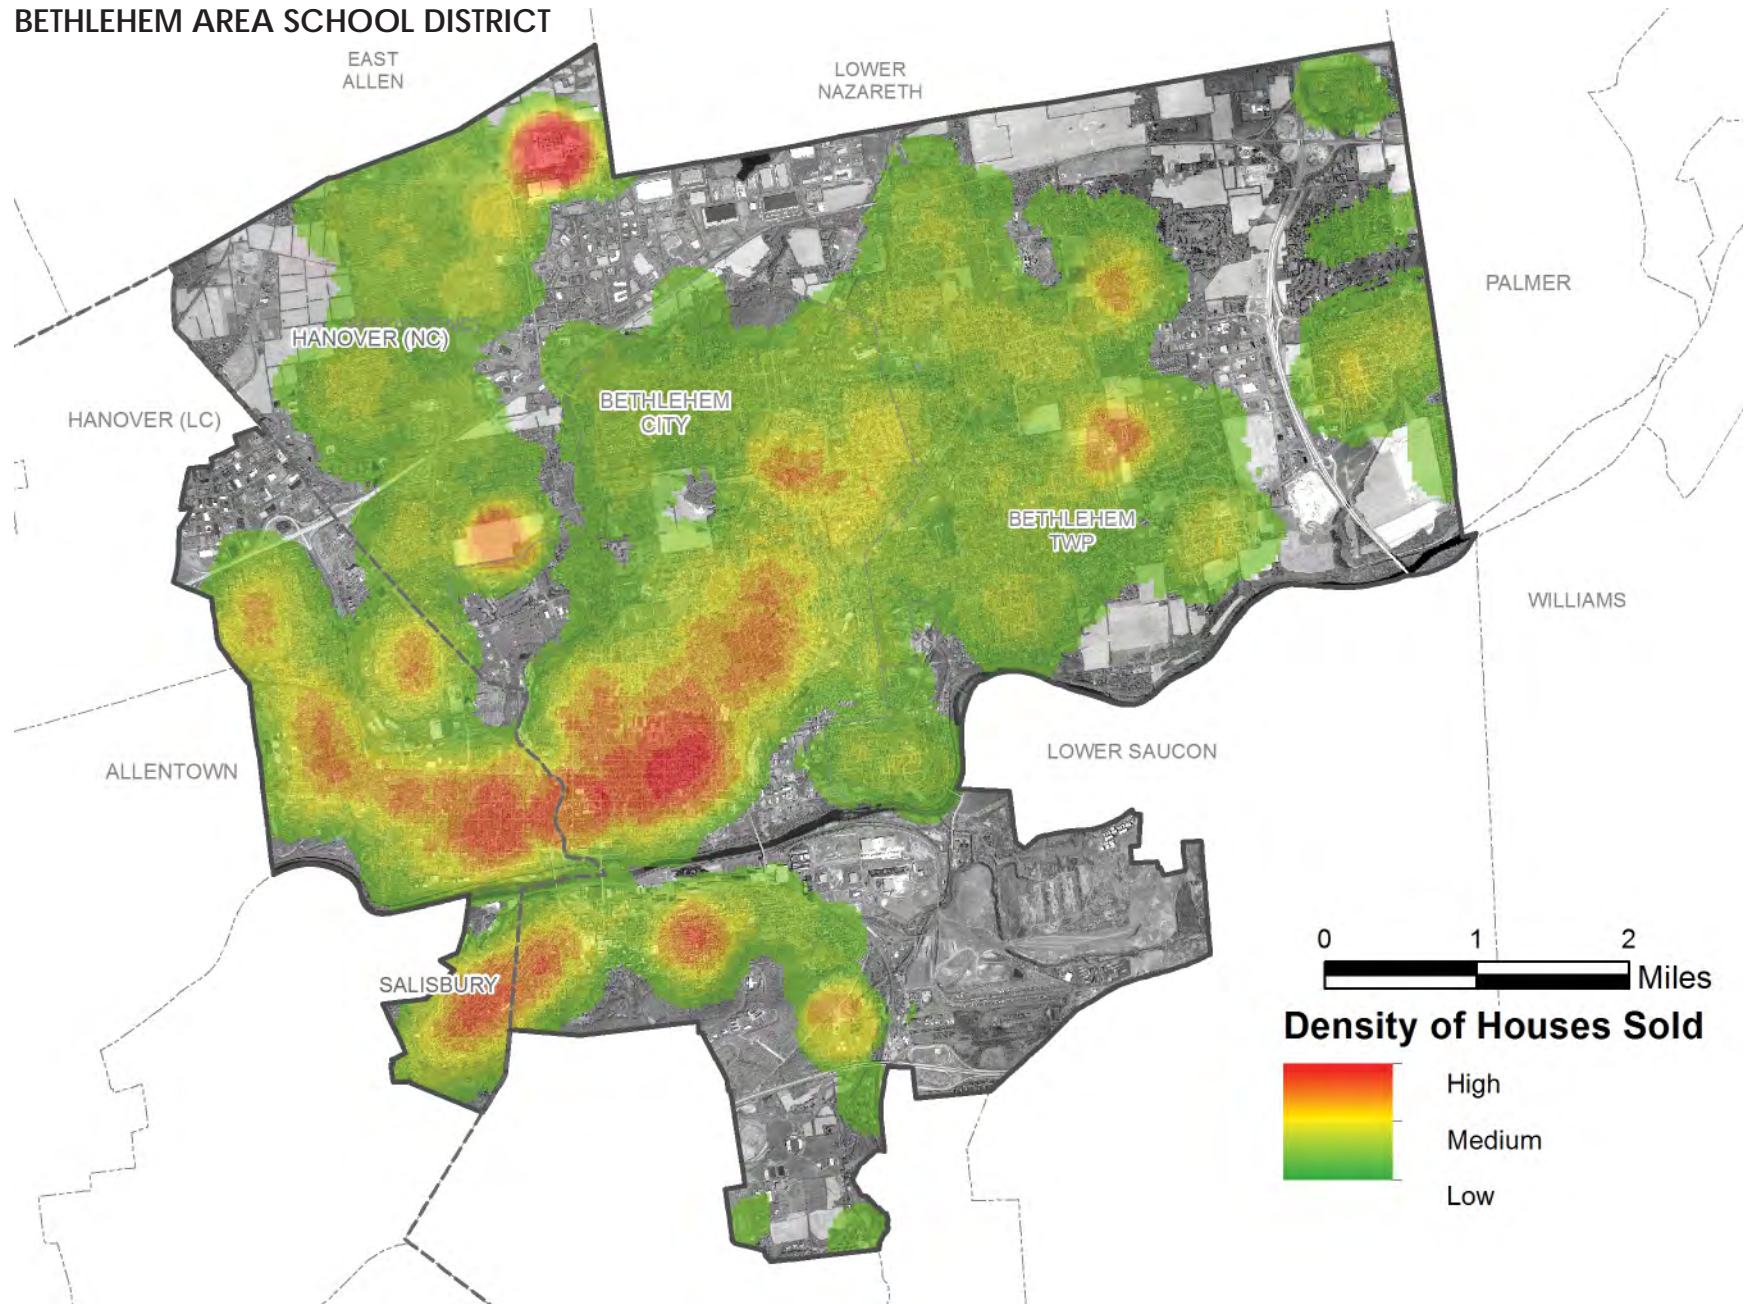 BETHLEHEM AREA SCHOOL DISTRICT
EAST
ALLEN
LOWER
NAZARETH
PALMER
HANOVER (NC)
HANOVER (LC)
BETHLEHEM
CITY
BETHLEHEM
TWP
WILLIAMS
ALLENTOWN
LOWER SAUCON
SALISBURY
0 1 2
Miles
Density of Houses Sold
High
Medium
Low